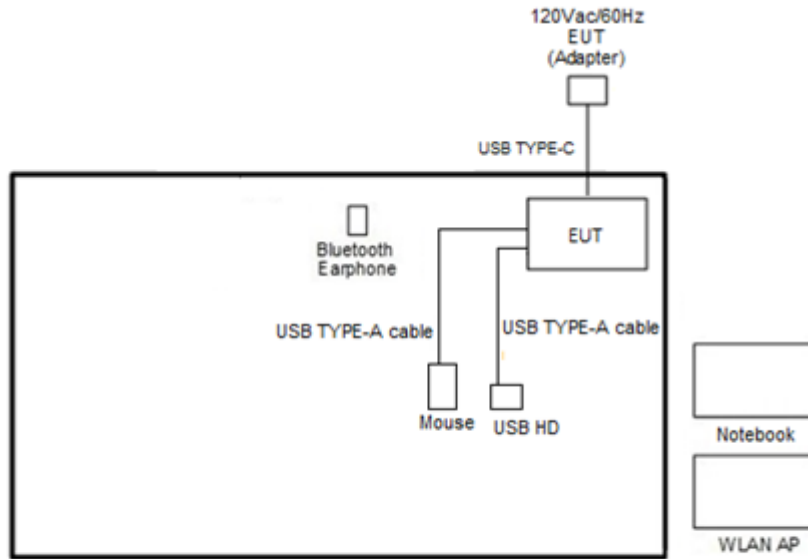 120Vac/60Hz
EUT
(Adapter)
USB TYPE-C
EUT
Bluetooth
Earphone
USB TYPE-A cable
USB TYPE-A cable
Mouse
USB HD
Notebook
WLAN AP